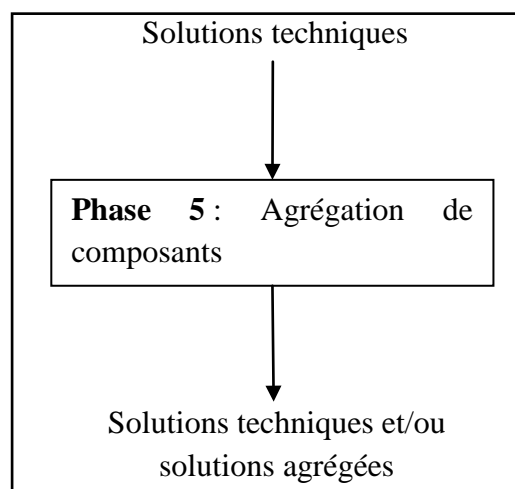 Solutions techniques
Phase 5 : Agrégation de
composants
Solutions techniques et/ou
solutions agrégées